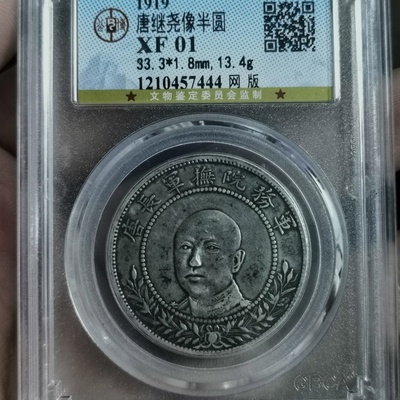 1919
唐继尧像半圆
XF 01
33.3*1.8mm,13.4g
1210457444 网 版
★ 文物鉴定委员会监制 ★
唐長軍撫院務軍